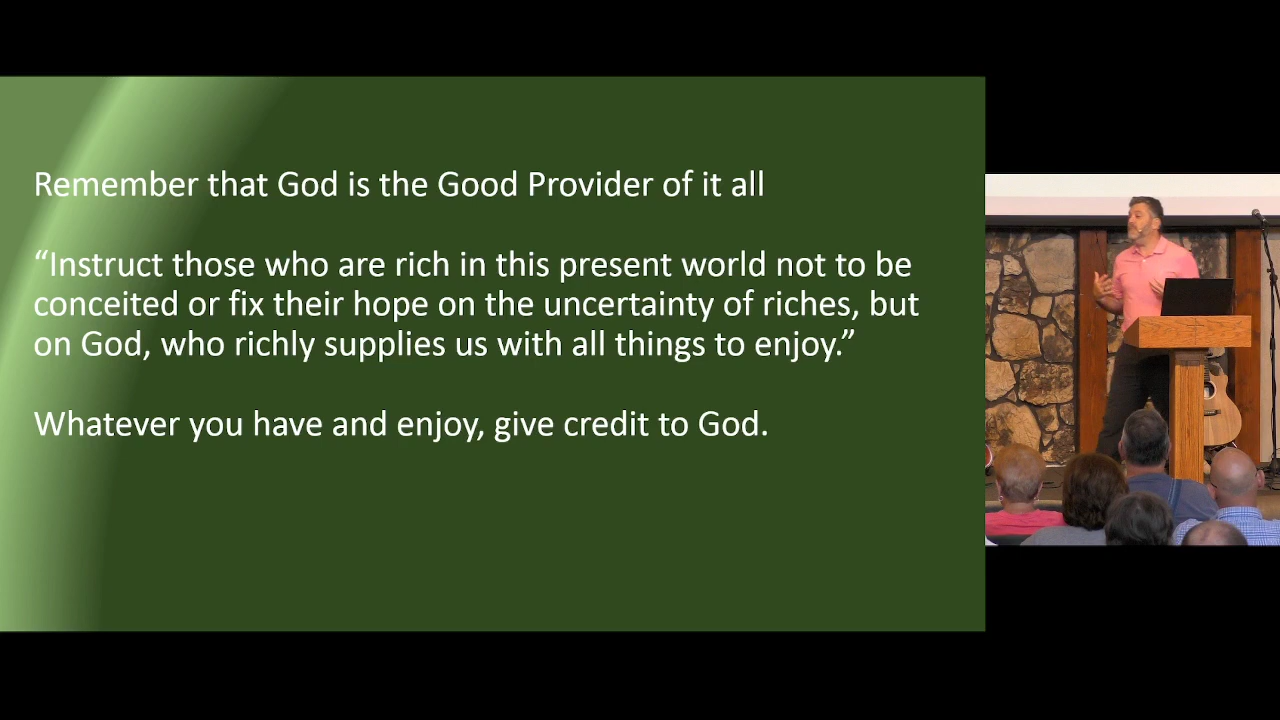 Remember that God is the Good Provider of it all
“Instruct those who are rich in this present world not to be
conceited or fix their hope on the uncertainty of riches, but
on God, who richly supplies us with all things to enjoy.”
Whatever you have and enjoy, give credit to God.